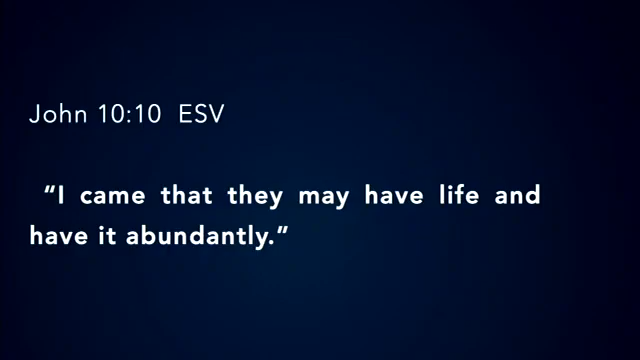 John 10:10 ESV
“I came that they may have life and
have it abundantly.”